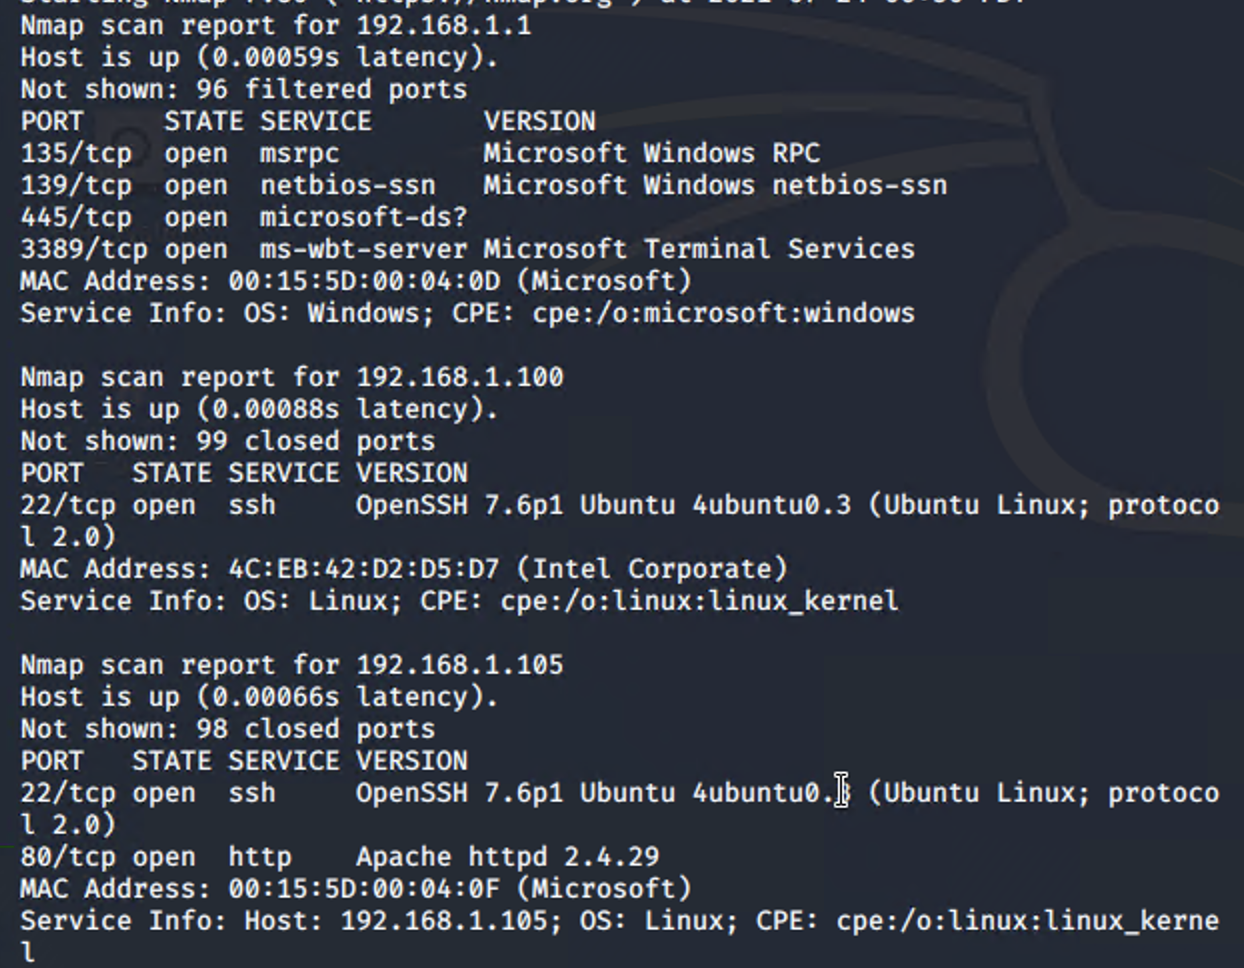 Nmap scan report for 192.168.1.1
Host is up (0.00059s latency).
Not shown: 96 filtered ports
PORT     STATE SERVICE       VERSION
135/tcp  open  msrpc         Microsoft Windows RPC
139/tcp  open  netbios-ssn   Microsoft Windows netbios-ssn
445/tcp  open  microsoft-ds?
3389/tcp open  ms-wbt-server Microsoft Terminal Services
MAC Address: 00:15:5D:00:04:0D (Microsoft)
Service Info: OS: Windows; CPE: cpe:/o:microsoft:windows

Nmap scan report for 192.168.1.100
Host is up (0.00088s latency).
Not shown: 99 closed ports
PORT   STATE SERVICE VERSION
22/tcp open  ssh     OpenSSH 7.6p1 Ubuntu 4ubuntu0.3 (Ubuntu Linux; protoco
l 2.0)
MAC Address: 4C:EB:42:D2:D5:D7 (Intel Corporate)
Service Info: OS: Linux; CPE: cpe:/o:linux:linux_kernel

Nmap scan report for 192.168.1.105
Host is up (0.00066s latency).
Not shown: 98 closed ports
PORT   STATE SERVICE VERSION
22/tcp open  ssh     OpenSSH 7.6p1 Ubuntu (Ubuntu Linux; protoco
l 2.0)
80/tcp open  http    Apache httpd 2.4.29
MAC Address: 00:15:5D:00:04:0F (Microsoft)
Service Info: Host: 192.168.1.105; OS: Linux; CPE: cpe:/o:linux:linux_kerne
l